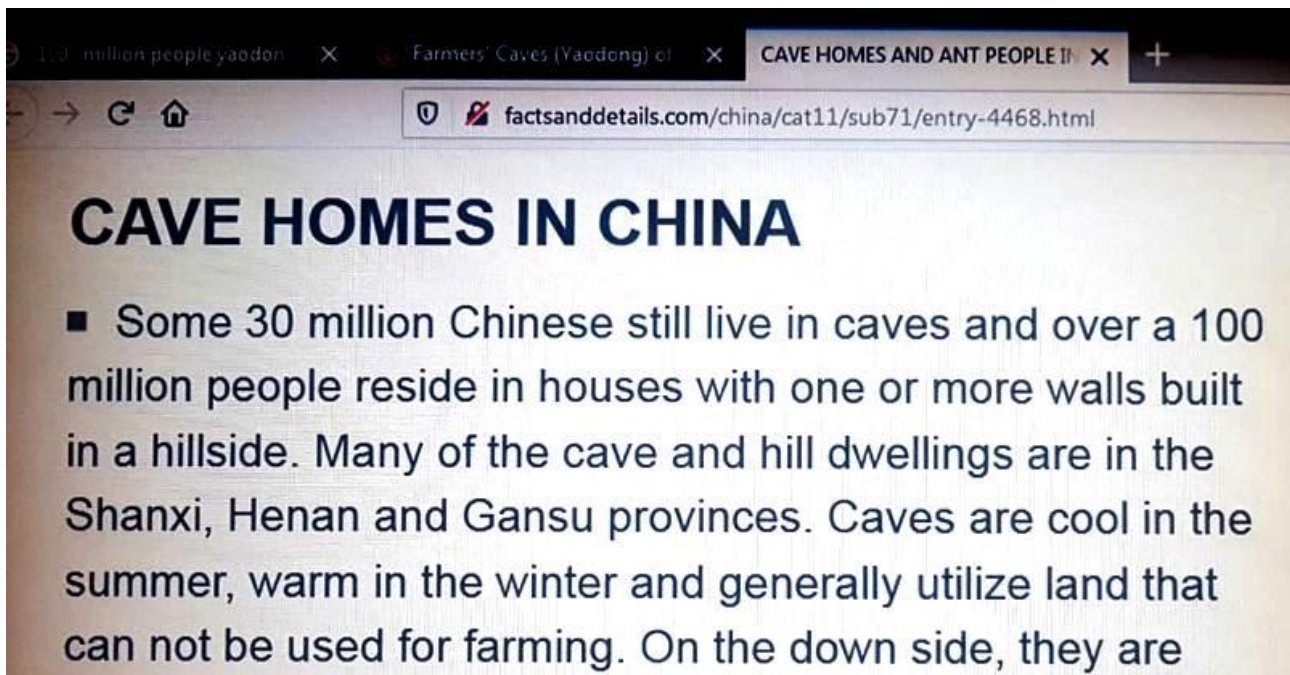 million people yaodon
Farmers' Caves (Yaodong) of
CAVE HOMES AND ANT PEOPLE IN
factsanddetails.com/china/cat11/sub71/entry-4468.html
CAVE HOMES IN CHINA
■ Some 30 million Chinese still live in caves and over a 100
million people reside in houses with one or more walls built
in a hillside. Many of the cave and hill dwellings are in the
Shanxi, Henan and Gansu provinces. Caves are cool in the
summer, warm in the winter and generally utilize land that
can not be used for farming. On the down side, they are